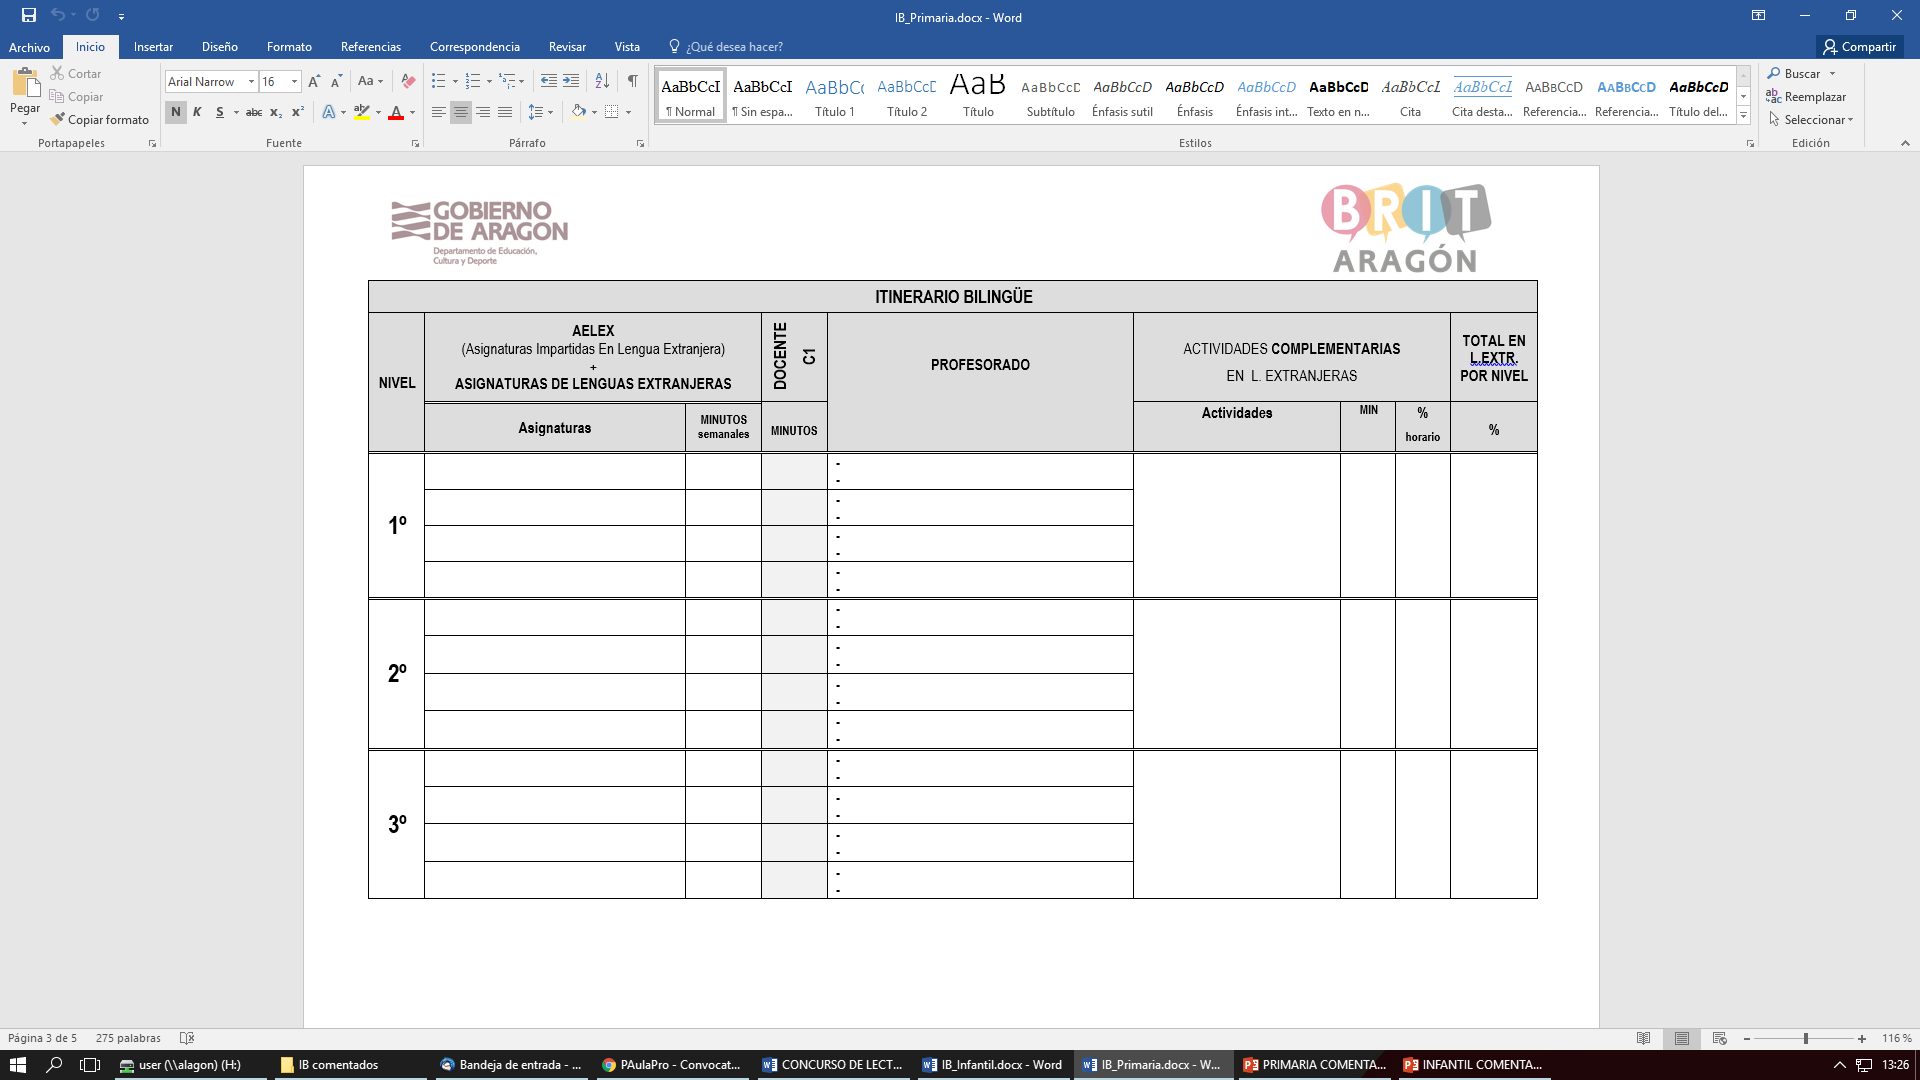 IB_Primaria.docx - Word
Archivo Inicio Insertar Diseño Formato Referencias Correspondencia Revisar Vista ¿Qué desea hacer? Compartir
Pegar
Cortar
Copiar
Copiar formato
Portapapeles
Arial Narrow 16
Aa
N K S abc x₂ x² A A
Fuente
Párrafo
AaBbCcI AaBbCcI AaBbCc AaBbCcD AaB AaBbCcD AaBbCcD AaBbCcD AaBbCcD AaBbCcD AaBbCcI AaBbCcI AaBbCcD AaBbCcD AaBbCcD
¶ Normal ¶ Sin espa... Título 1 Título 2 Título Subtítulo Énfasis sutil Énfasis Énfasis int... Texto en n... Cita Cita desta... Referencia... Referencia... Título del...
Estilos
Buscar
Reemplazar
Seleccionar
Edición
GOBIERNO
DE ARAGON
Departamento de Educación,
Cultura y Deporte
BRIT
ARAGÓN
ITINERARIO BILINGÜE
NIVEL
AELEX
(Asignaturas Impartidas En Lengua Extranjera)
+
ASIGNATURAS DE LENGUAS EXTRANJERAS
DOCENTE
C1
PROFESORADO
ACTIVIDADES COMPLEMENTARIAS
EN L. EXTRANJERAS
TOTAL EN
L.EXTR.
POR NIVEL
Asignaturas
MINUTOS
semanales
MINUTOS
Actividades
MIN
%
horario
%
1º
-
-
-
-
-
-
-
-
2º
-
-
-
-
-
-
-
-
3º
-
-
-
-
-
-
-
-
Página 3 de 5 275 palabras 116 %
user (\\alagon) (H:) IB comentados Bandeja de entrada - ... PAulaPro - Convocat... CONCURSO DE LECT... IB_Infantil.docx - Word IB_Primaria.docx - W... PRIMARIA COMENTA... INFANTIL COMENTA... 13:26